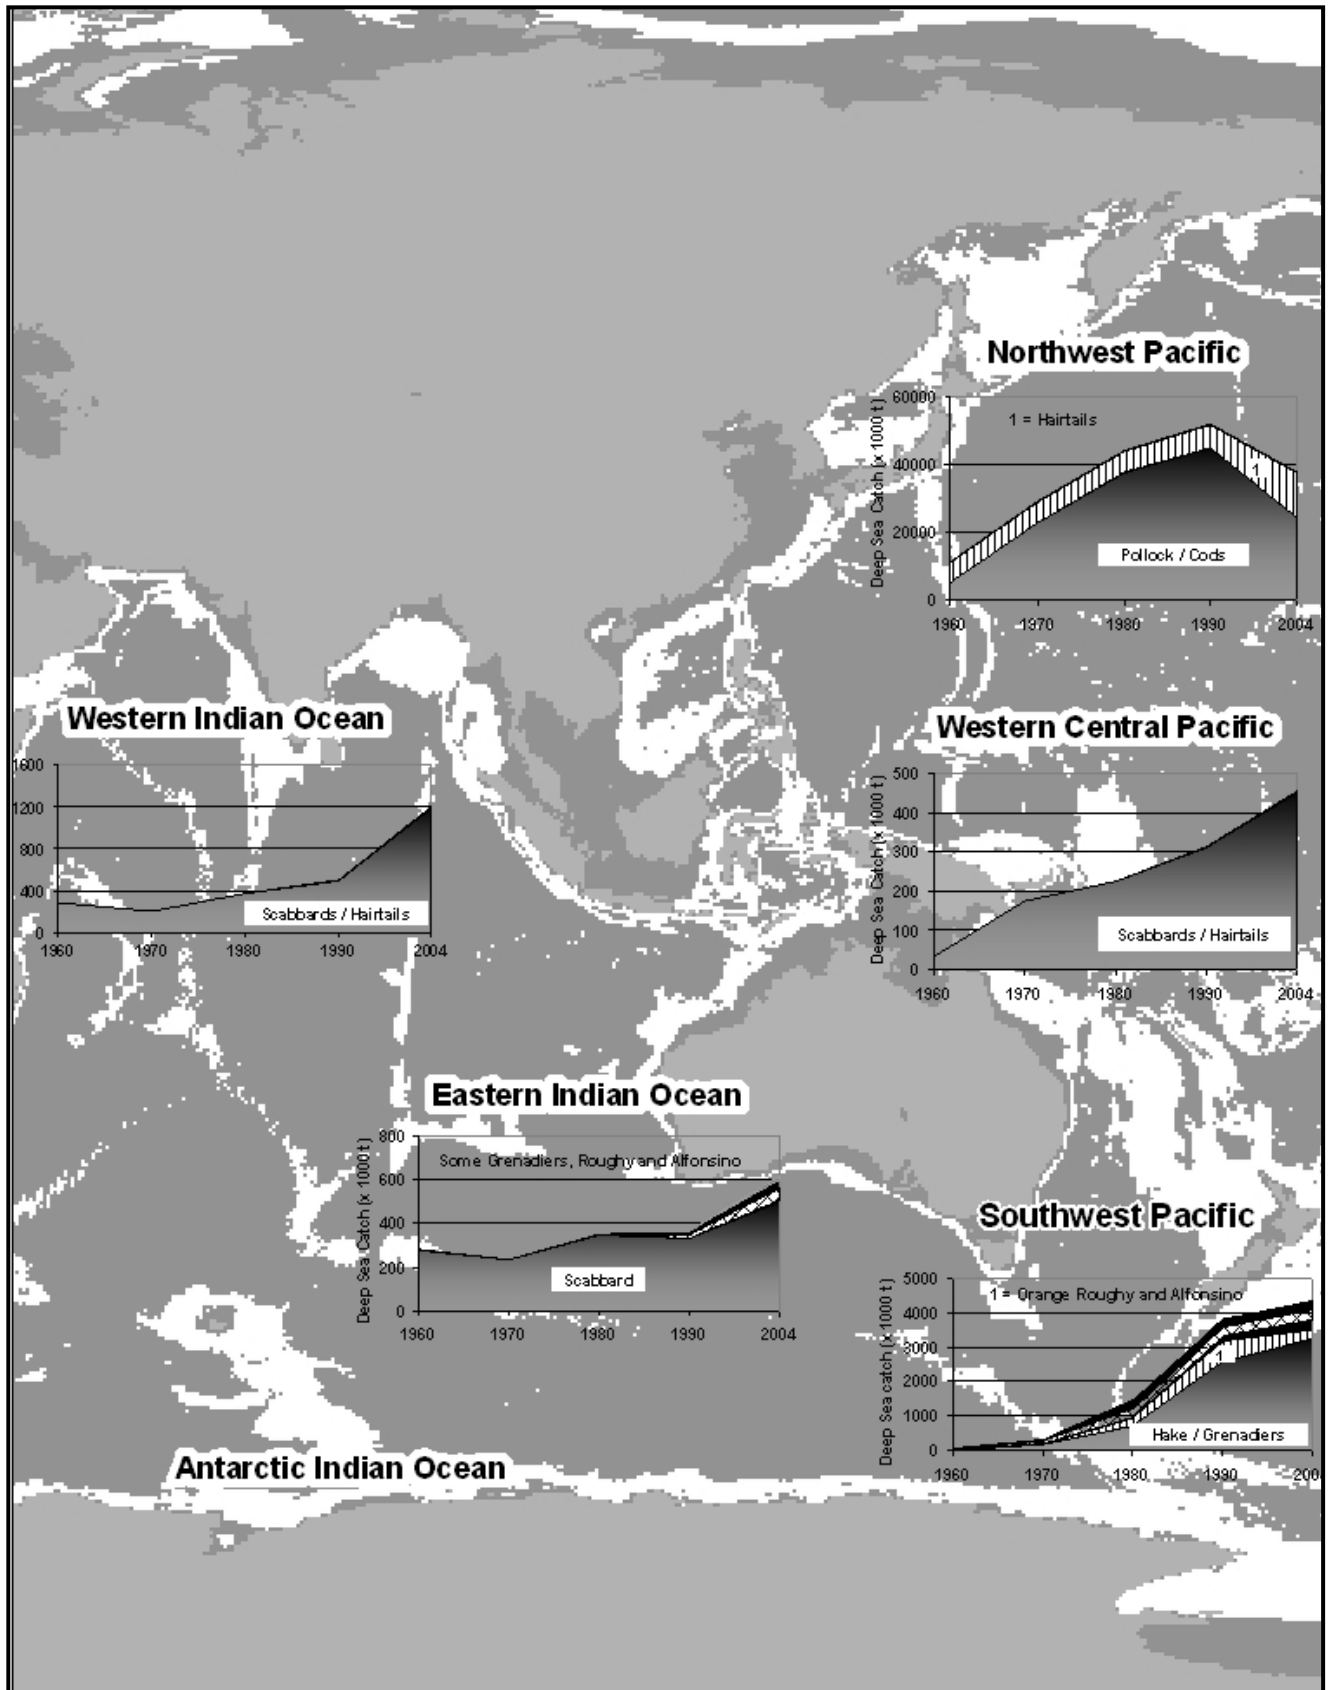 Northwest Pacific
Deep Sea Catch (x 1000 t)
60000
40000
20000
0
1 = Hairtails
1
Pollock / Cods
1960 1970 1980 1990 2004
Western Indian Ocean
1600
1200
800
400
0
Scabbards / Hairtails
1960 1970 1980 1990 2004
Western Central Pacific
Deep Sea Catch (x 1000 t)
500
400
300
200
100
0
Scabbards / Hairtails
1960 1970 1980 1990 2004
Eastern Indian Ocean
Deep Sea Catch (x 1000 t)
800
600
400
200
0
Some Grenadiers, Roughy and Alfonsino
Scabbard
1960 1970 1980 1990 2004
Southwest Pacific
Deep Sea catch (x 1000 t)
5000
4000
3000
2000
1000
0
1 = Orange Roughy and Alfonsino
1
Hake / Grenadiers
1960 1970 1980 1990 200
Antarctic Indian Ocean